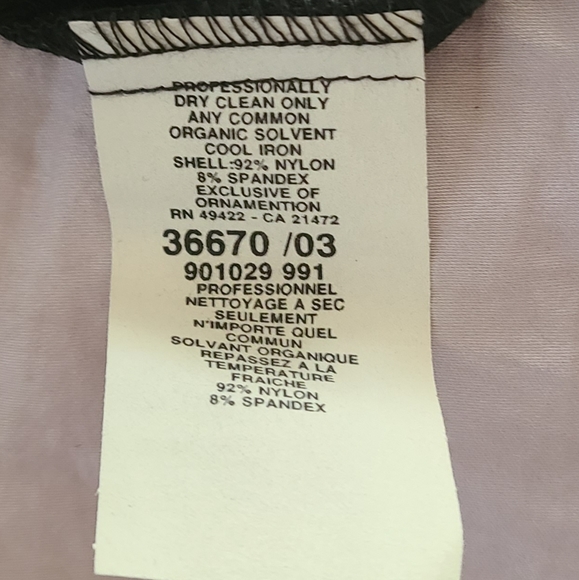 PROFESSIONALLY
DRY CLEAN ONLY
ANY COMMON
ORGANIC SOLVENT
COOL IRON
SHELL:92% NYLON
8% SPANDEX
EXCLUSIVE OF
ORNAMENTION
RN 49422 - CA 21472
36670 /03
901029 991
PROFESSIONNEL
NETTOYAGE A SEC
SEULEMENT
N'IMPORTE QUEL
COMMUN
SOLVANT ORGANIQUE
REPASSEZ A LA
TEMPERATURE
FRAICHE
92% NYLON
8% SPANDEX